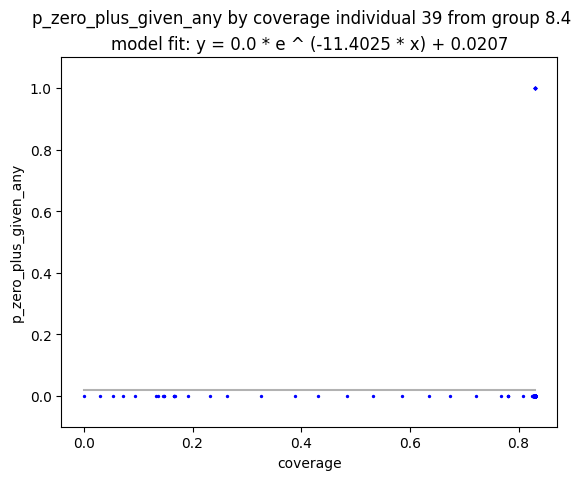 p_zero_plus_given_any by coverage individual 39 from group 8.4
model fit: y = 0.0 * e ^ (-11.4025 * x) + 0.0207
1.0
0.8
0.6
0.4
0.2
0.0
p_zero_plus_given_any
0.0 0.2 0.4 0.6 0.8
coverage